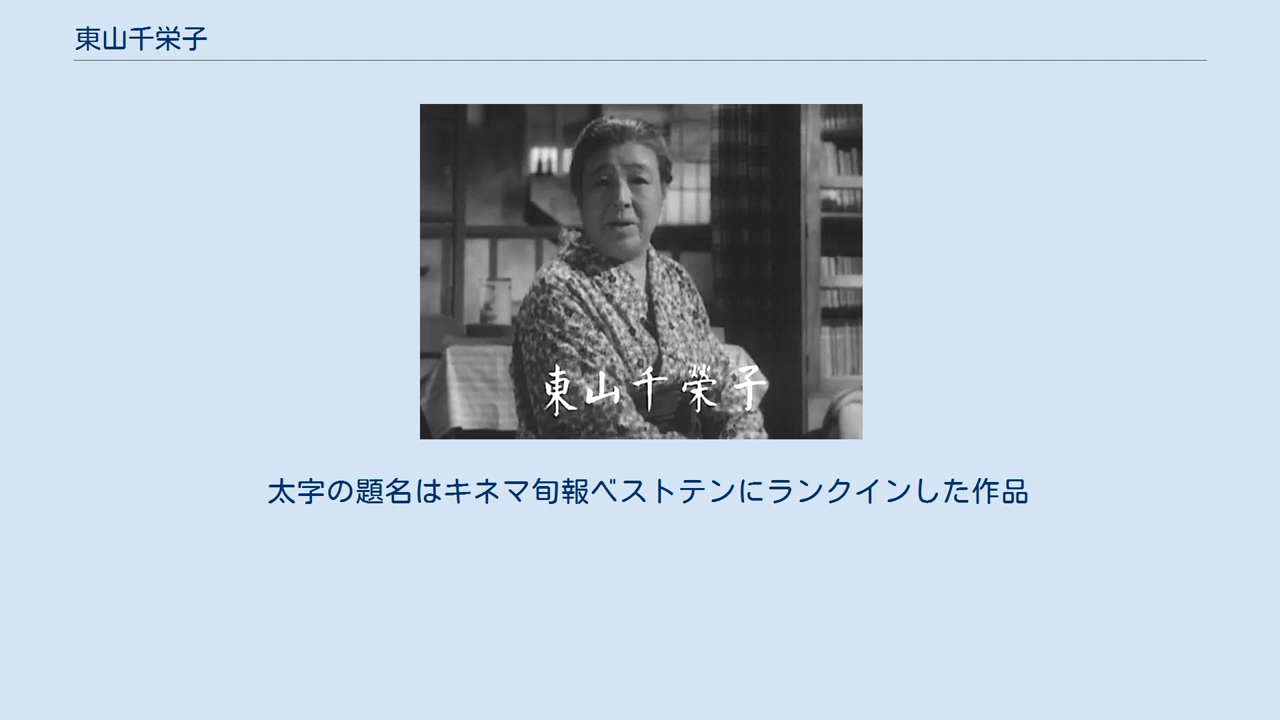 東山千栄子
東山千榮子
太字の題名はキネマ旬報ベストテンにランクインした作品